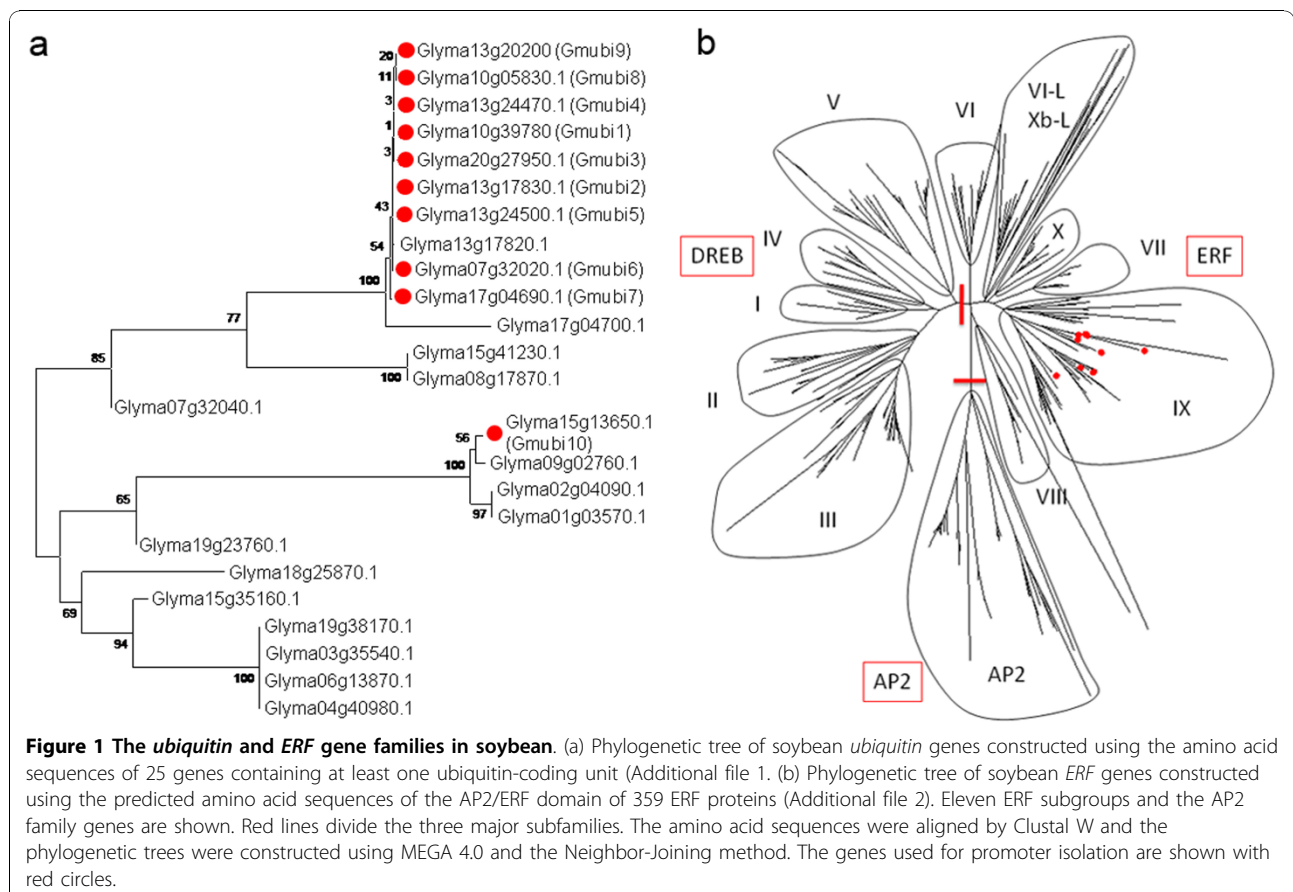 a
20
Glyma13g20200 (Gmubi9)
11
Glyma10g05830.1 (Gmubi8)
3
Glyma13g24470.1 (Gmubi4)
1
Glyma10g39780 (Gmubi1)
3
Glyma20g27950.1 (Gmubi3)
Glyma13g17830.1 (Gmubi2)
43
Glyma13g24500.1 (Gmubi5)
54
Glyma13g17820.1
Glyma07g32020.1 (Gmubi6)
100
Glyma17g04690.1 (Gmubi7)
77
Glyma17g04700.1
85
Glyma15g41230.1
100
Glyma08g17870.1
Glyma07g32040.1
56
Glyma15g13650.1
(Gmubi10)
100
Glyma09g02760.1
65
Glyma02g04090.1
97
Glyma01g03570.1
Glyma19g23760.1
Glyma18g25870.1
69
Glyma15g35160.1
94
Glyma19g38170.1
Glyma03g35540.1
100
Glyma06g13870.1
Glyma04g40980.1
b
VI-L
Xb-L
V
VI
X
VII
IV
DREB
ERF
I
II
IX
III
VIII
AP2
AP2
Figure 1 The ubiquitin and ERF gene families in soybean. (a) Phylogenetic tree of soybean ubiquitin genes constructed using the amino acid
sequences of 25 genes containing at least one ubiquitin-coding unit (Additional file 1. (b) Phylogenetic tree of soybean ERF genes constructed
using the predicted amino acid sequences of the AP2/ERF domain of 359 ERF proteins (Additional file 2). Eleven ERF subgroups and the AP2
family genes are shown. Red lines divide the three major subfamilies. The amino acid sequences were aligned by Clustal W and the
phylogenetic trees were constructed using MEGA 4.0 and the Neighbor-Joining method. The genes used for promoter isolation are shown with
red circles.